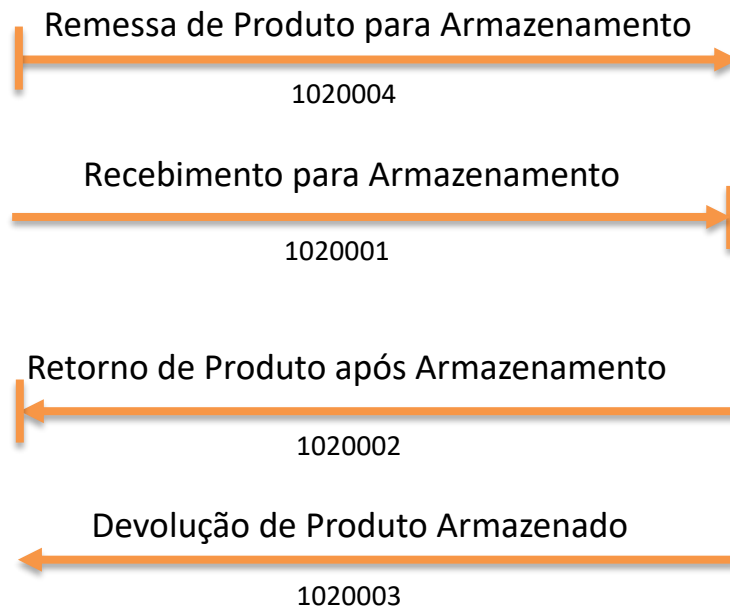 Remessa de Produto para Armazenamento
1020004
Recebimento para Armazenamento
1020001
Retorno de Produto após Armazenamento
1020002
Devolução de Produto Armazenado
1020003